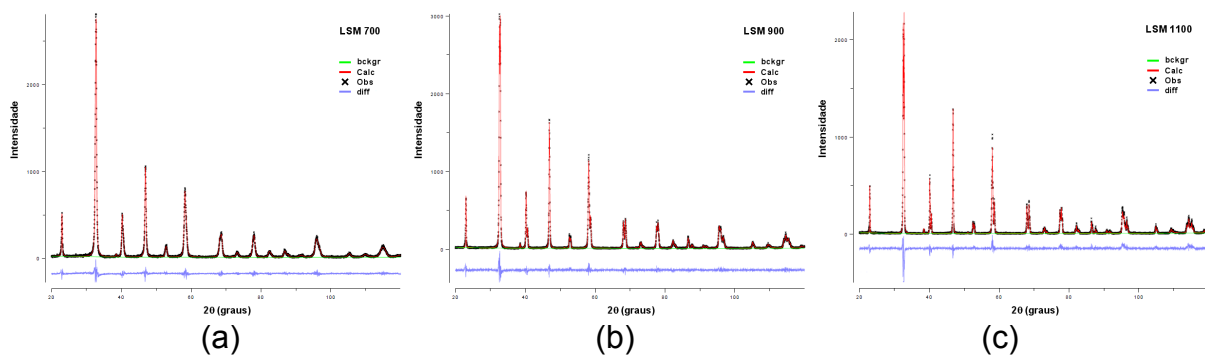 LSM 700
bckgr
Calc
Obs
diff
Intensidade
2000
1000
0
20 40 60 80 100
2θ (graus)
(a)
LSM 900
bckgr
Calc
Obs
diff
Intensidade
3000
2000
1000
0
20 40 60 80 100
2θ (graus)
(b)
LSM 1100
bckgr
Calc
Obs
diff
Intensidade
2000
1000
0
20 40 60 80 100
2θ (graus)
(c)